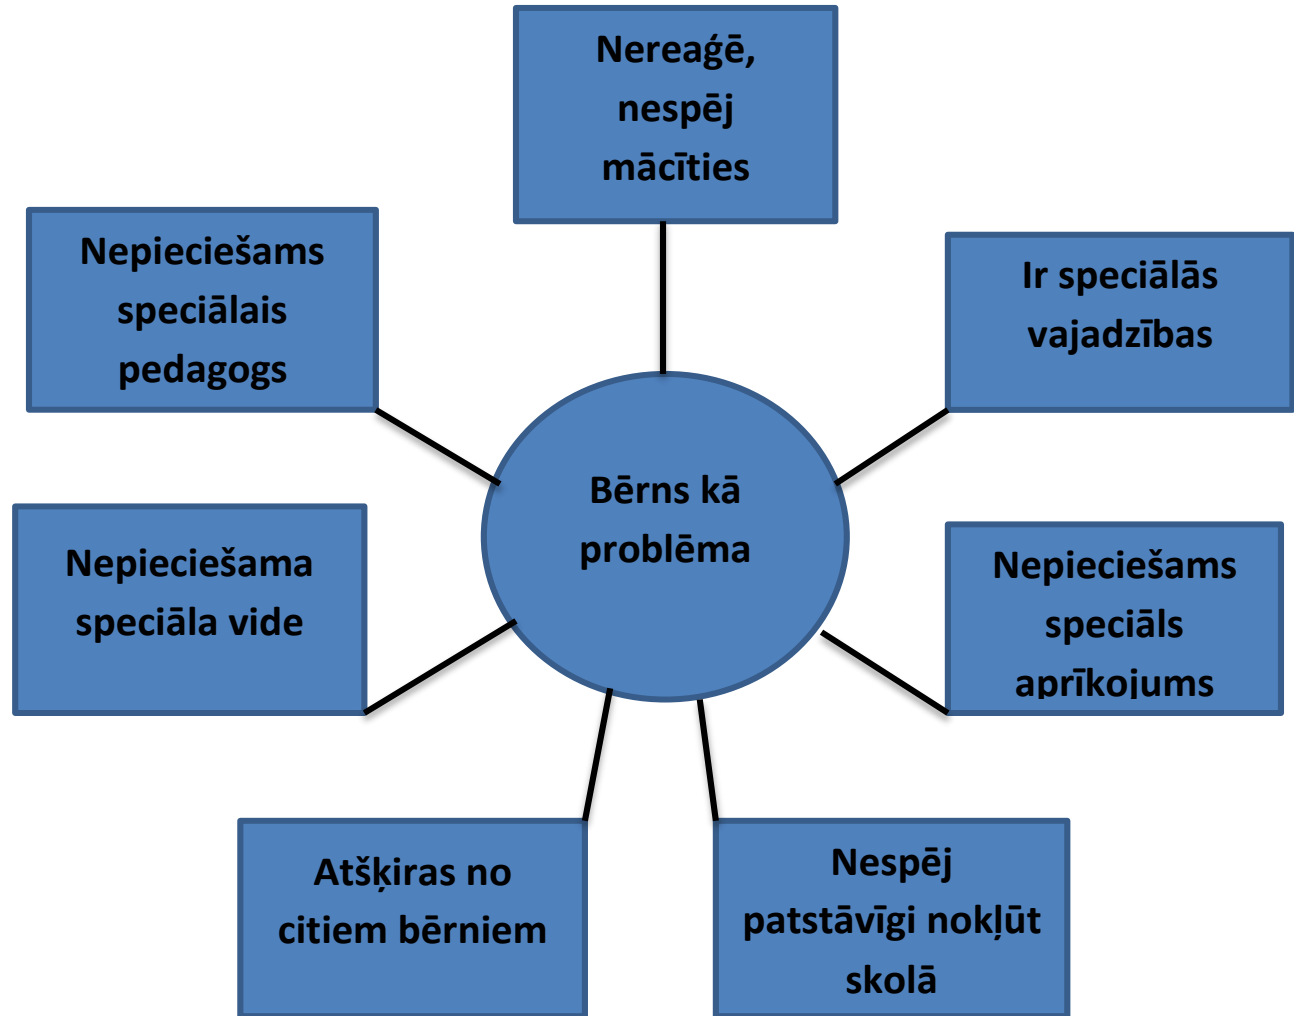 Nereaģē,
nespēj
mācīties
Nepieciešams
speciālais
pedagogs
Ir speciālās
vajadzības
Bērns kā
problēma
Nepieciešama
speciāla vide
Nepieciešams
speciāls
aprīkojums
Atšķiras no
citiem bērniem
Nespēj
patstāvīgi nokļūt
skolā